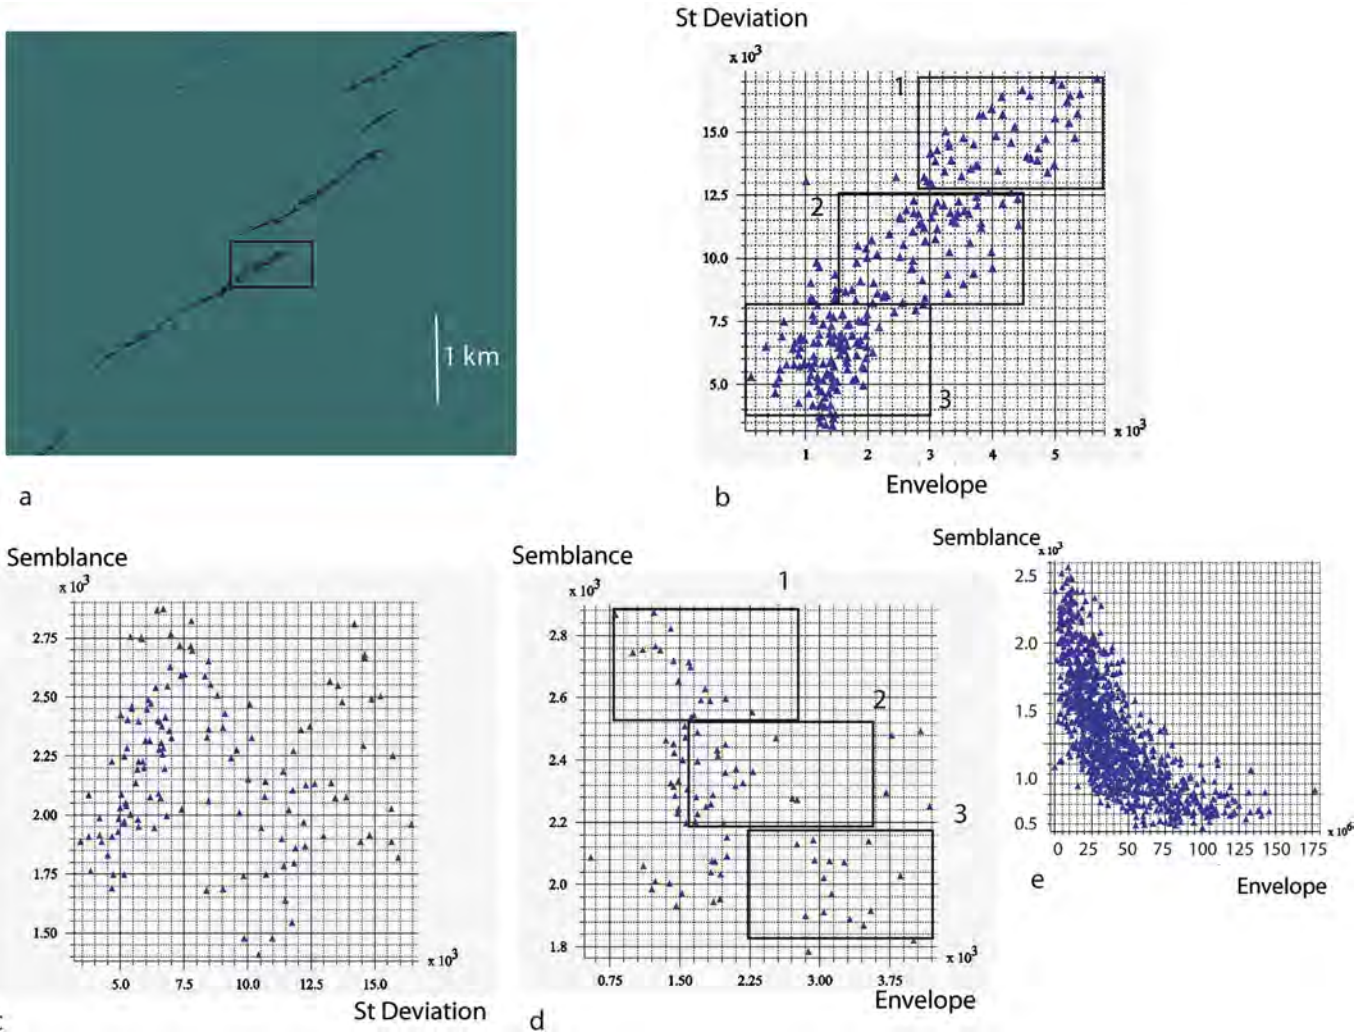 1 km
a
St Deviation
x 10³
1
15.0
12.5
2
10.0
7.5
5.0
3
x 10³
1 2 3 4 5
Envelope
b
Semblance
x 10³
2.75
2.50
2.25
2.00
1.75
1.50
x 10³
5.0 7.5 10.0 12.5 15.0
St Deviation
Semblance
x 10³
1
2.8
2.6
2
2.4
2.2
3
2.0
1.8
x 10³
0.75 1.50 2.25 3.00 3.75
Envelope
d
Semblance
x 10³
2.5
2.0
1.5
1.0
0.5
x 10⁶
0 25 50 75 100 125 150 175
e
Envelope